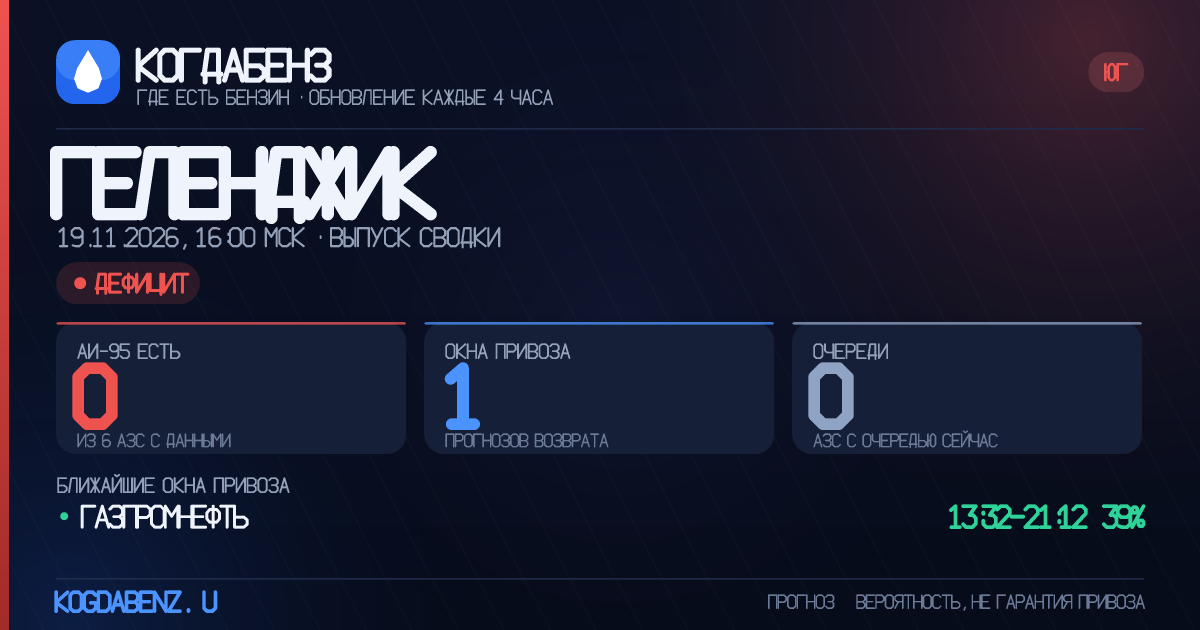 КОГДАБЕНЗ
ГДЕ ЕСТЬ БЕНЗИН · ОБНОВЛЕНИЕ КАЖДЫЕ 4 ЧАСА
ЮГ
ГЕЛЕНДЖИК
19.11.2026, 16:00 МСК · ВЫПУСК СВОДКИ
• ДЕФИЦИТ
АИ-95 ЕСТЬ
0
ИЗ 6 АЗС С ДАННЫМИ
ОКНА ПРИВОЗА
1
ПРОГНОЗОВ ВОЗВРАТА
ОЧЕРЕДИ
0
АЗС С ОЧЕРЕДЬЮ СЕЙЧАС
БЛИЖАЙШИЕ ОКНА ПРИВОЗА
• ГАЗПРОМНЕФТЬ 13:32–21:12 39%
KOGDABENZ. U
ПРОГНОЗ ВЕРОЯТНОСТЬ, НЕ ГАРАНТИЯ ПРИВОЗА